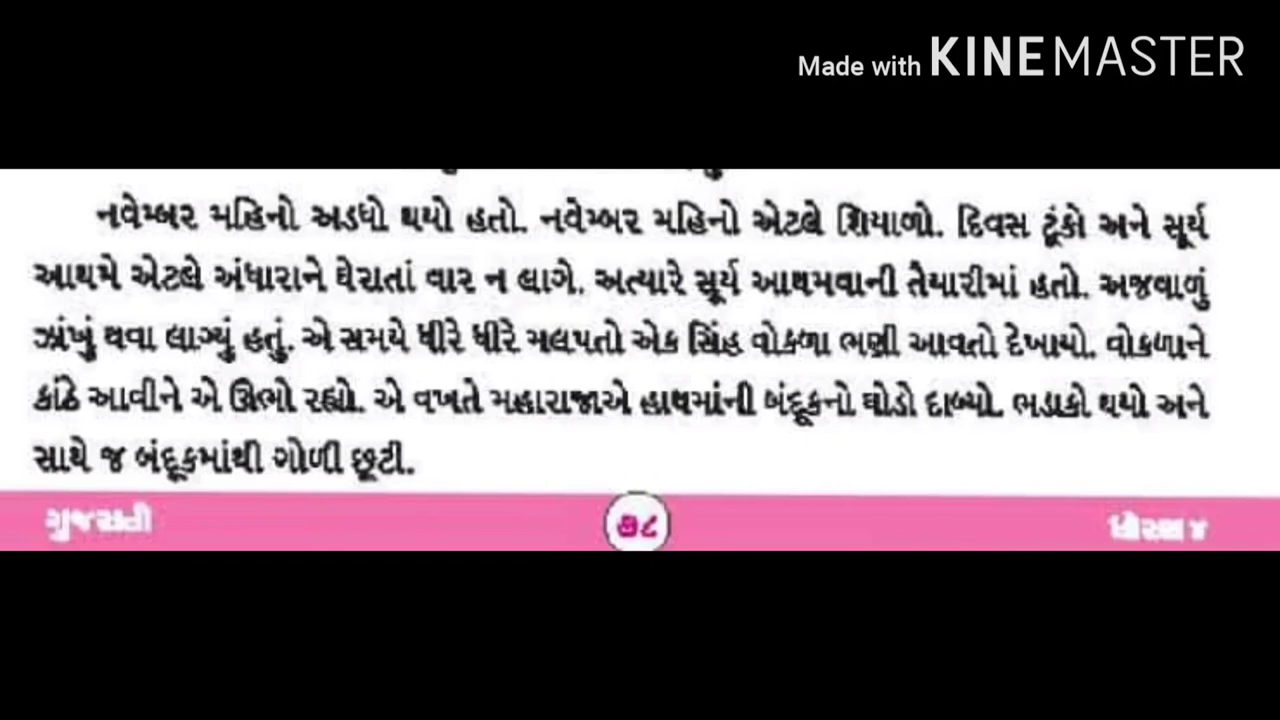 Made with KINEMASTER
નવેમ્બર મહિનો અડધો થયો હતો. નવેમ્બર મહિનો એટલે શિયાળો. દિવસ ટૂંકો અને સૂર્ય
આથમે એટલે અંધારાને ઘેરાતાં વાર ન લાગે. અત્યારે સૂર્ય આથમવાની તૈયારીમાં હતો. અજવાળું
ઝાંખું થવા લાગ્યું હતું. એ સમયે ધીરે ધીરે મલપતો એક સિંહ વોકળા ભણી આવતો દેખાયો. વોકળાને
કાંઠે આવીને એ ઊભો રહ્યો. એ વખતે મહારાજાએ હાથમાંની બંદૂકનો ઘોડો દાબ્યો. ભડાકો થયો અને
સાથે જ બંદૂકમાંથી ગોળી છૂટી.
ગુજરાતી
ધોરણ ૪